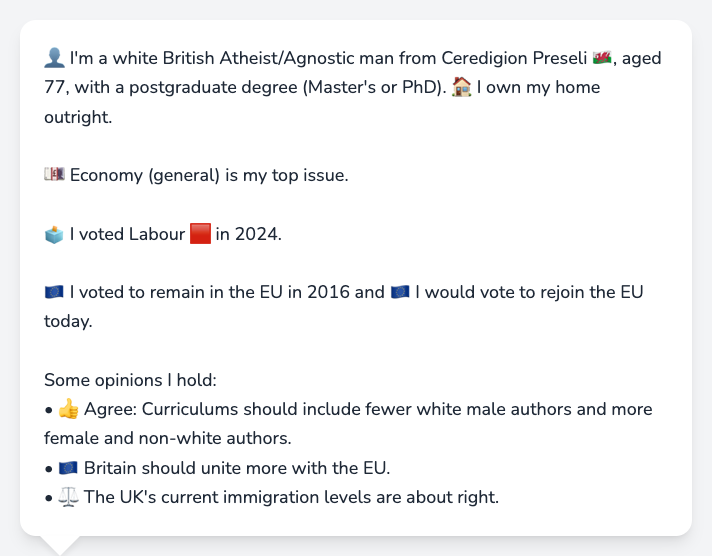 👤 I'm a white British Atheist/Agnostic man from Ceredigion Preseli 🏴󠁧󠁢󠁷󠁬󠁳󠁿, aged
77, with a postgraduate degree (Master's or PhD). 🏠 I own my home
outright.
💷 Economy (general) is my top issue.
🗳️ I voted Labour 🟥 in 2024.
🇪🇺 I voted to remain in the EU in 2016 and 🇪🇺 I would vote to rejoin the EU
today.
Some opinions I hold:
• 👍 Agree: Curriculums should include fewer white male authors and more
female and non-white authors.
• 🇪🇺 Britain should unite more with the EU.
• ⚖️ The UK's current immigration levels are about right.